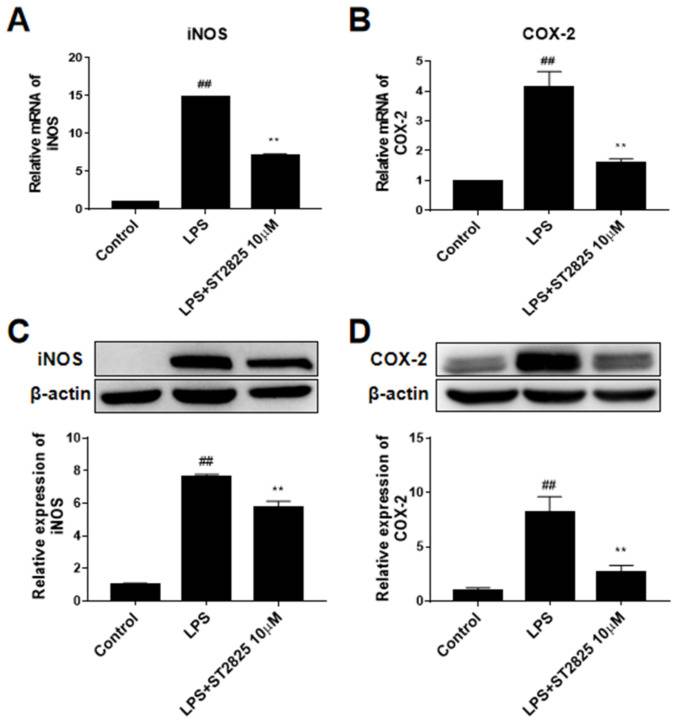 A
iNOS
Relative mRNA of
iNOS
20
15
10
5
0
##
**
Control
LPS
LPS+ST2825 10µM
B
COX-2
Relative mRNA of
COX-2
5
4
3
2
1
0
##
**
Control
LPS
LPS+ST2825 10µM
C
iNOS
β-actin
Relative expression of
iNOS
10
8
6
4
2
0
##
**
Control
LPS
LPS+ST2825 10µM
D
COX-2
β-actin
Relative expression of
COX-2
15
10
5
0
##
**
Control
LPS
LPS+ST2825 10µM